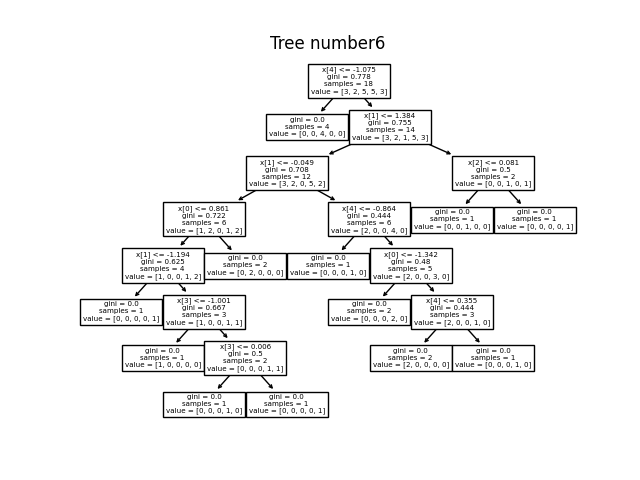 Tree number6
x[4] <= -1.075
gini = 0.778
samples = 18
value = [3, 2, 5, 5, 3]
gini = 0.0
samples = 4
value = [0, 0, 4, 0, 0]
x[1] <= 1.384
gini = 0.755
samples = 14
value = [3, 2, 1, 5, 3]
x[1] <= -0.049
gini = 0.708
samples = 12
value = [3, 2, 0, 5, 2]
x[2] <= 0.081
gini = 0.5
samples = 2
value = [0, 0, 1, 0, 1]
x[0] <= 0.861
gini = 0.722
samples = 6
value = [1, 2, 0, 1, 2]
x[4] <= -0.864
gini = 0.444
samples = 6
value = [2, 0, 0, 4, 0]
gini = 0.0
samples = 1
value = [0, 0, 1, 0, 0]
gini = 0.0
samples = 1
value = [0, 0, 0, 0, 1]
x[1] <= -1.194
gini = 0.625
samples = 4
value = [1, 0, 0, 1, 2]
gini = 0.0
samples = 2
value = [0, 2, 0, 0, 0]
gini = 0.0
samples = 1
value = [0, 0, 0, 1, 0]
x[0] <= -1.342
gini = 0.48
samples = 5
value = [2, 0, 0, 3, 0]
gini = 0.0
samples = 1
value = [0, 0, 0, 0, 1]
x[3] <= -1.001
gini = 0.667
samples = 3
value = [1, 0, 0, 1, 1]
gini = 0.0
samples = 2
value = [0, 0, 0, 2, 0]
x[4] <= 0.355
gini = 0.444
samples = 3
value = [2, 0, 0, 1, 0]
gini = 0.0
samples = 1
value = [1, 0, 0, 0, 0]
x[3] <= 0.006
gini = 0.5
samples = 2
value = [0, 0, 0, 1, 1]
gini = 0.0
samples = 2
value = [2, 0, 0, 0, 0]
gini = 0.0
samples = 1
value = [0, 0, 0, 1, 0]
gini = 0.0
samples = 1
value = [0, 0, 0, 1, 0]
gini = 0.0
samples = 1
value = [0, 0, 0, 0, 1]